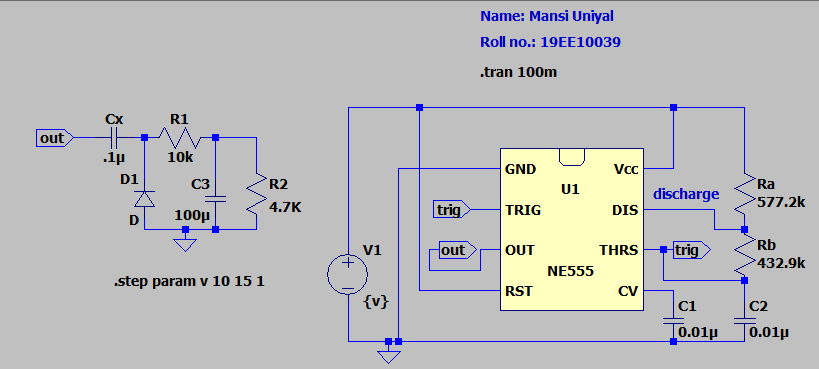 Name: Mansi Uniyal
Roll no.: 19EE10039
.tran 100m
out
Cx
.1µ
R1
10k
D1
D
C3
100µ
R2
4.7K
.step param v 10 15 1
V1
{v}
trig
out
GND
TRIG
OUT
RST
U1
NE555
Vcc
DIS
THRS
CV
discharge
trig
Ra
577.2k
Rb
432.9k
C1
0.01µ
C2
0.01µ